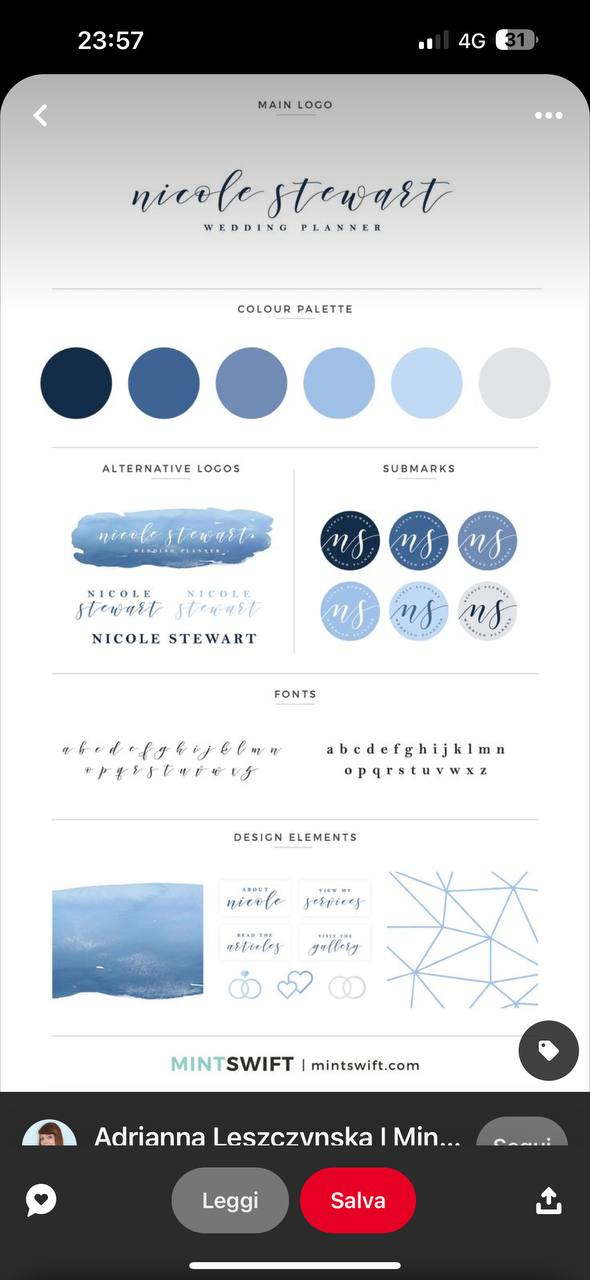 23:57
4G
31
MAIN LOGO
nicole stewart
WEDDING PLANNER
COLOUR PALETTE
ALTERNATIVE LOGOS
SUBMARKS
nicole stewart
WEDDING PLANNER
NICOLE
stewart
NICOLE
stewart
NICOLE STEWART
ns
ns
ns
ns
ns
ns
FONTS
a b c d e f g h i j k l m n
o p q r s t u v w x z
a b c d e f g h i j k l m n
o p q r s t u v w x z
DESIGN ELEMENTS
ABOUT
nicole
VIEW MY
services
READ THE
articles
VISIT THE
gallery
MINTSWIFT | mintswift.com
Adrianna Leszczynska | Min...
Segui
Leggi
Salva